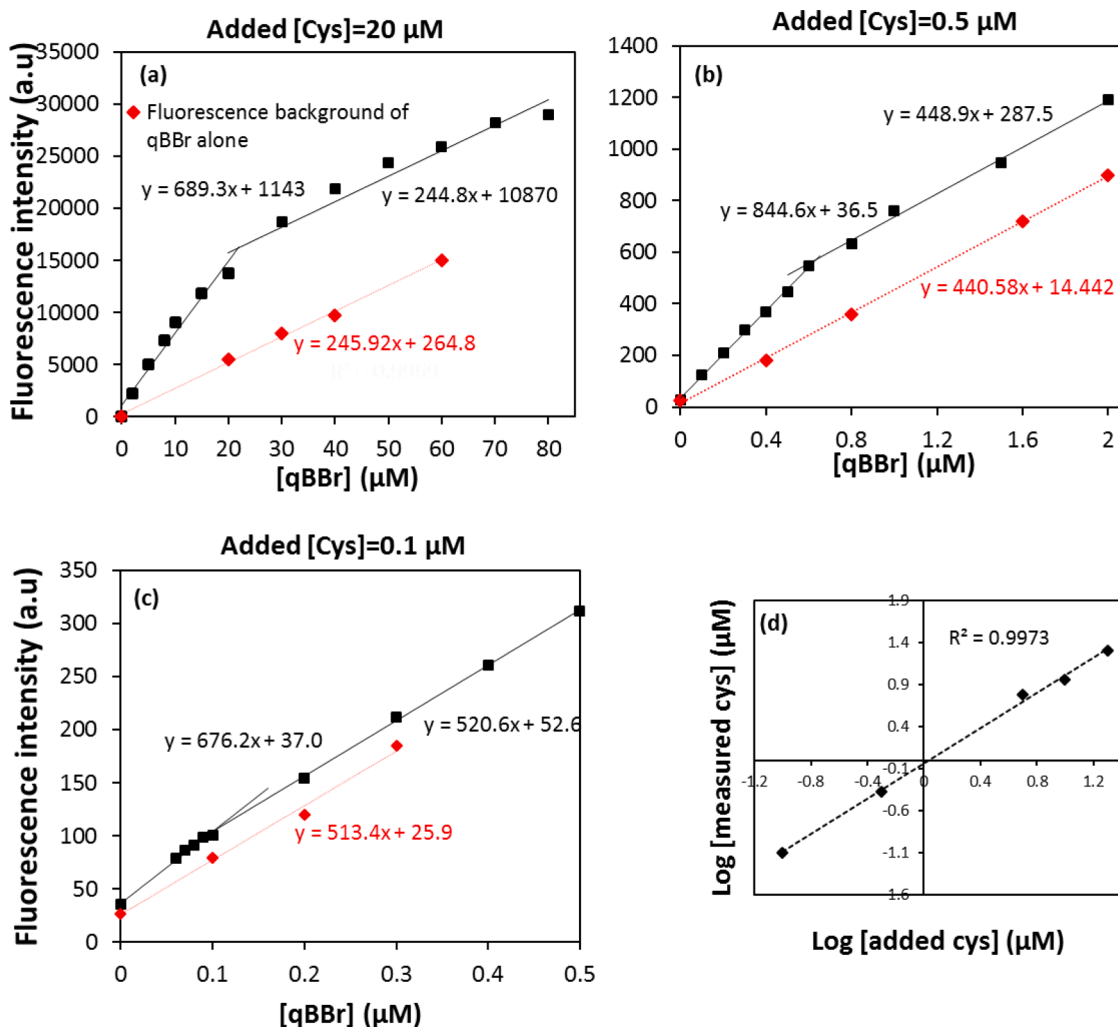 Added [Cys]=20 µM
Fluorescence intensity (a.u)
35000
30000
25000
20000
15000
10000
5000
0
(a)
Fluorescence background of
qBBr alone
y = 689.3x + 1143
y = 244.8x + 10870
y = 245.92x + 264.8
0 10 20 30 40 50 60 70 80
[qBBr] (µM)
Added [Cys]=0.5 µM
1400
1200
1000
800
600
400
200
0
(b)
y = 448.9x + 287.5
y = 844.6x + 36.5
y = 440.58x + 14.442
0 0.4 0.8 1.2 1.6 2
[qBBr] (µM)
Added [Cys]=0.1 µM
Fluorescence intensity (a.u)
350
300
250
200
150
100
50
0
(c)
y = 676.2x + 37.0
y = 520.6x + 52.6
y = 513.4x + 25.9
0 0.1 0.2 0.3 0.4 0.5
[qBBr] (µM)
Log [measured cys] (µM)
(d)
R² = 0.9973
1.9
1.4
0.9
0.4
-0.1
-0.6
-1.1
-1.6
-1.2 -0.8 -0.4 0 0.4 0.8 1.2
Log [added cys] (µM)